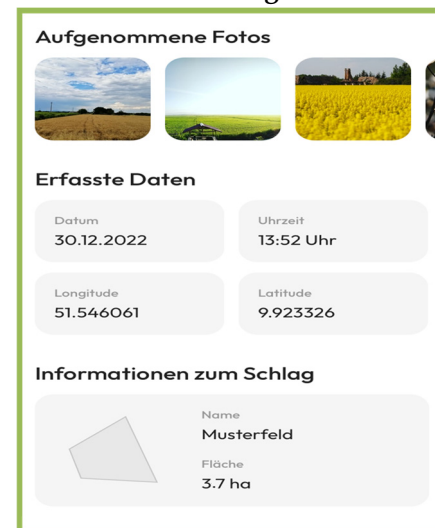 Aufgenommene Fotos
Erfasste Daten
Datum
30.12.2022
Uhrzeit
13:52 Uhr
Longitude
51.546061
Latitude
9.923326
Informationen zum Schlag
Name
Musterfeld
Fläche
3.7 ha